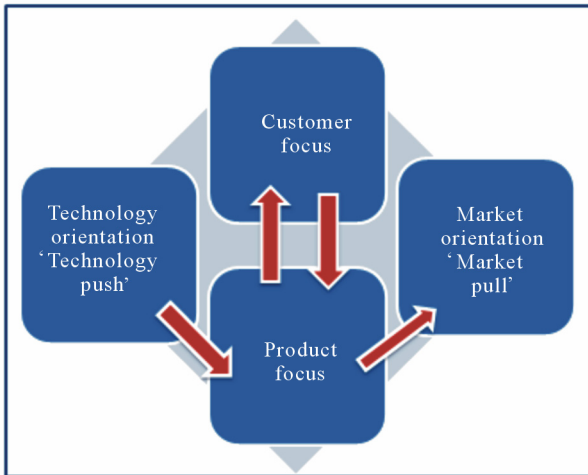 Customer
focus
Technology
orientation
‘Technology
push’
Market
orientation
‘Market
pull’
Product
focus